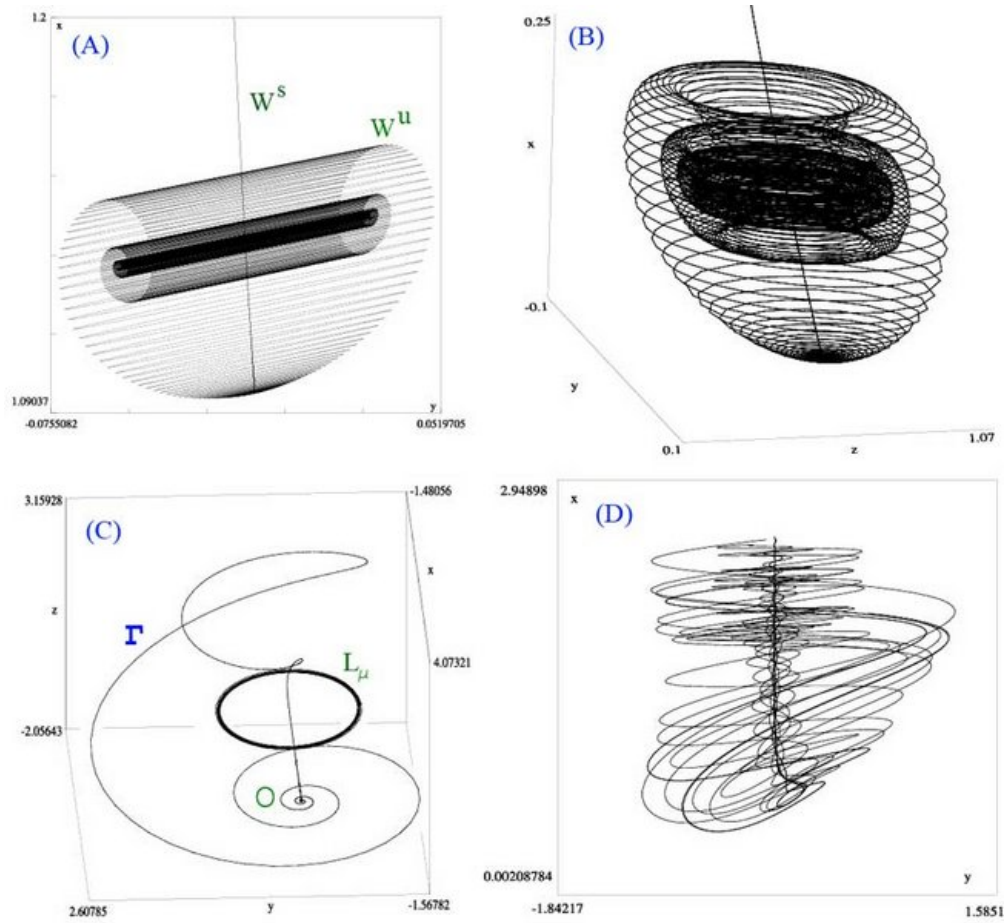 1.2
x
(A)
W^s
W^u
1.09037
y
-0.0755082
0.0519705
0.25
(B)
x
-0.1
y
0.1
z
1.07
3.15928
-1.48056
(C)
x
z
Γ
4.07321
L_μ
-2.05643
O
2.60785
y
-1.56782
2.94898
x
(D)
0.00208784
y
-1.84217
1.5851